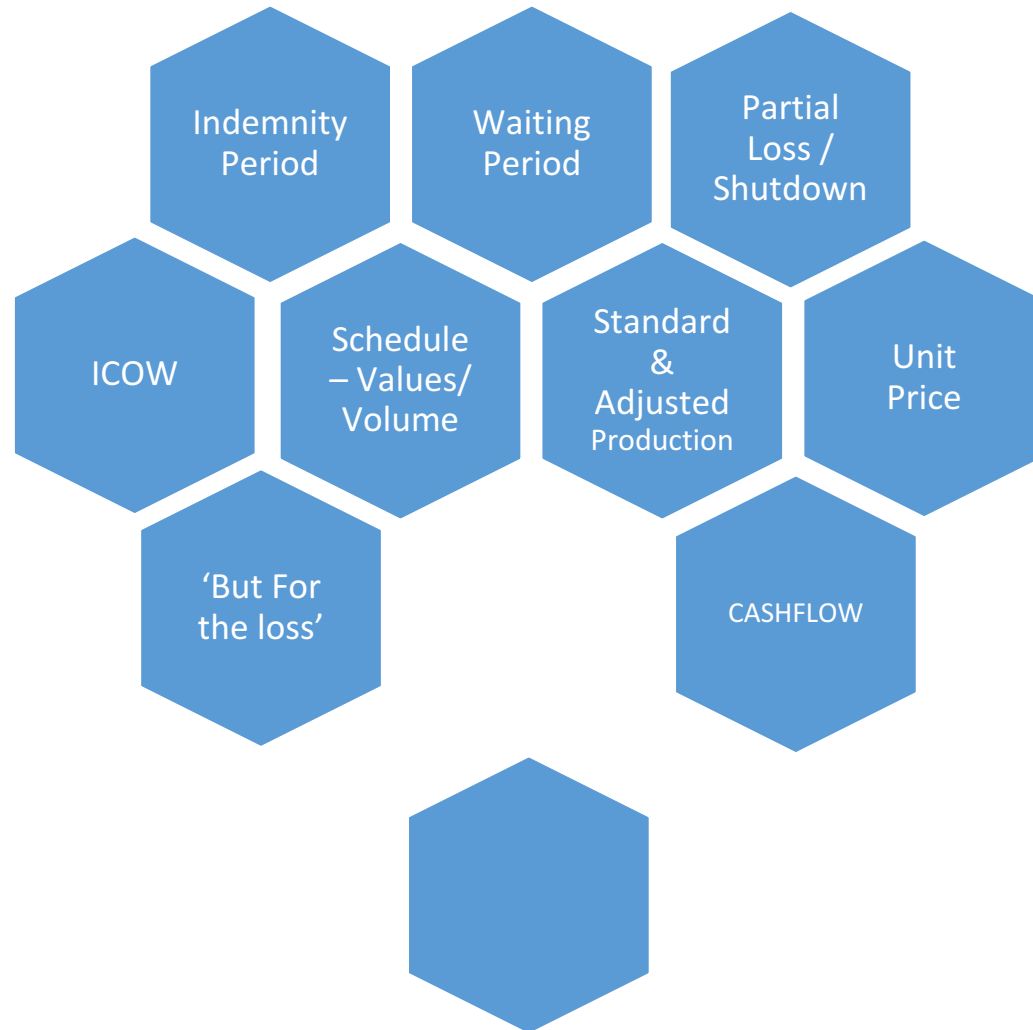 Indemnity
Period
Waiting
Period
Partial
Loss /
Shutdown
ICOW
Schedule
– Values/
Volume
Standard
&
Adjusted
Production
Unit
Price
‘But For
the loss’
CASHFLOW